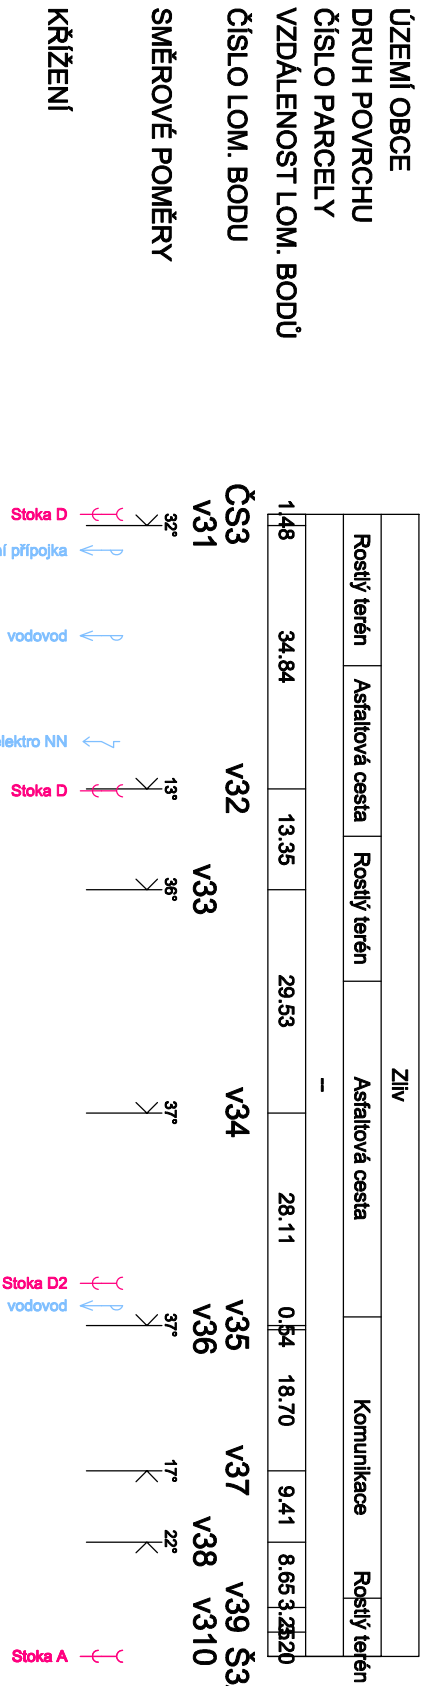 ÚZEMÍ OBCE
Zliv
DRUH POVRCHU
Rostlý terén Asfaltová cesta Rostlý terén Asfaltová cesta Komunikace Rostlý terén
ČÍSLO PARCELY
--
VZDÁLENOST LOM. BODŮ
1.48 34.84 13.35 29.53 28.11 0.54 18.70 9.41 8.65
ČÍSLO LOM. BODU
ČS3 v32 v34 v35 v37 v39
v31 v33 v36 v38 v310
SMĚROVÉ POMĚRY
32° 13° 36° 37° 37° 17° 22°
KŘÍŽENÍ
Stoka D přípojka vodovod NN Stoka D Stoka D2 vodovod Stoka A